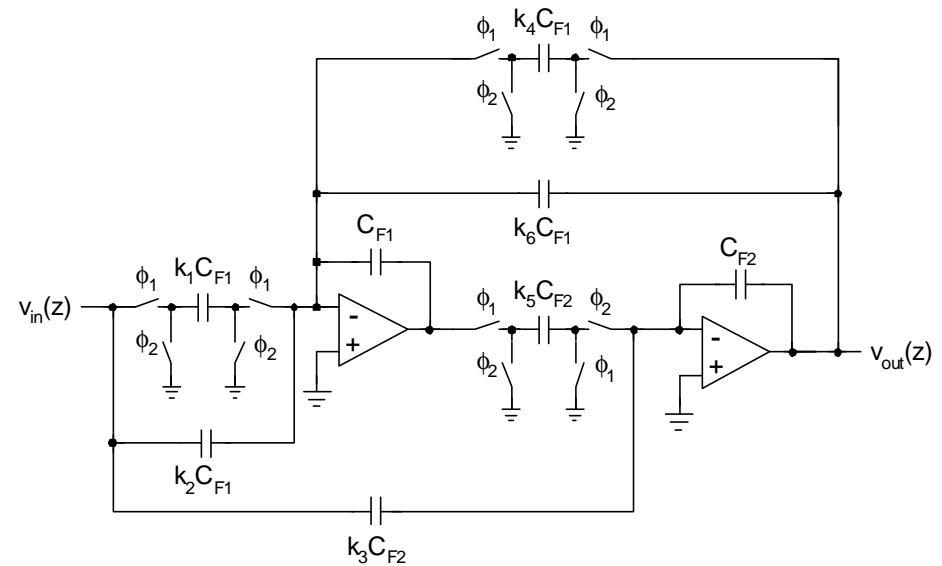 ϕ1 k4CF1 ϕ1
ϕ2 ϕ2
k6CF1
CF1 CF2
ϕ1 k1CF1 ϕ1 ϕ1 k5CF2 ϕ2
vin(z) - -
ϕ2 ϕ2 + ϕ2 ϕ1 + vout(z)
k2CF1
k3CF2